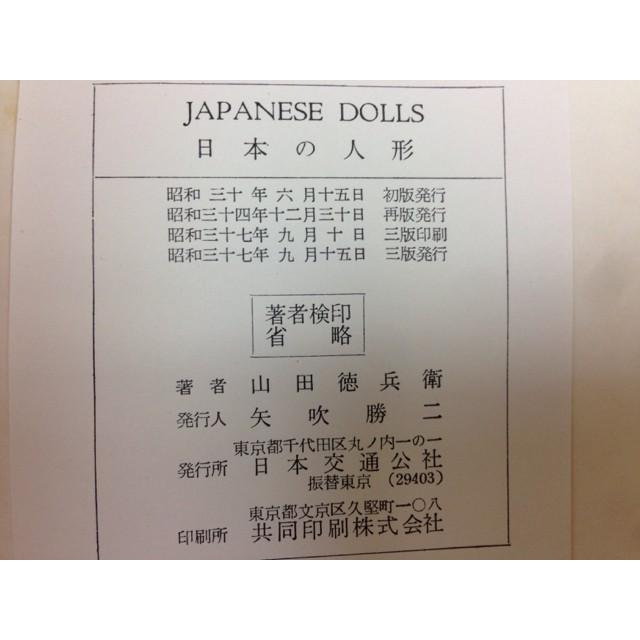 JAPANESE DOLLS
日本の人形
昭和三十年六月十五日 初版発行
昭和三十四年十二月三十日 再版発行
昭和三十七年九月十日 三版印刷
昭和三十七年九月十五日 三版発行
著者検印
省略
著者 山田徳兵衛
発行人 矢吹勝二
東京都千代田区丸ノ内一の一
発行所 日本交通公社
振替東京 (29403)
東京都文京区久堅町一〇八
印刷所 共同印刷株式会社